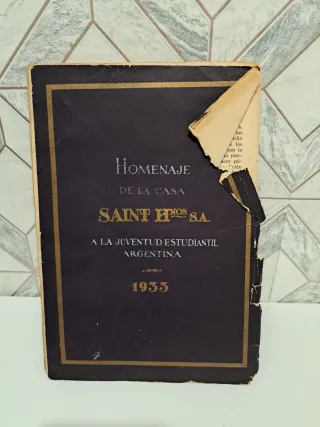 HOMENAJE
DE LA CASA
SAINT Hnos S.A.
A LA JUVENTUD ESTUDIANTIL
ARGENTINA
1933